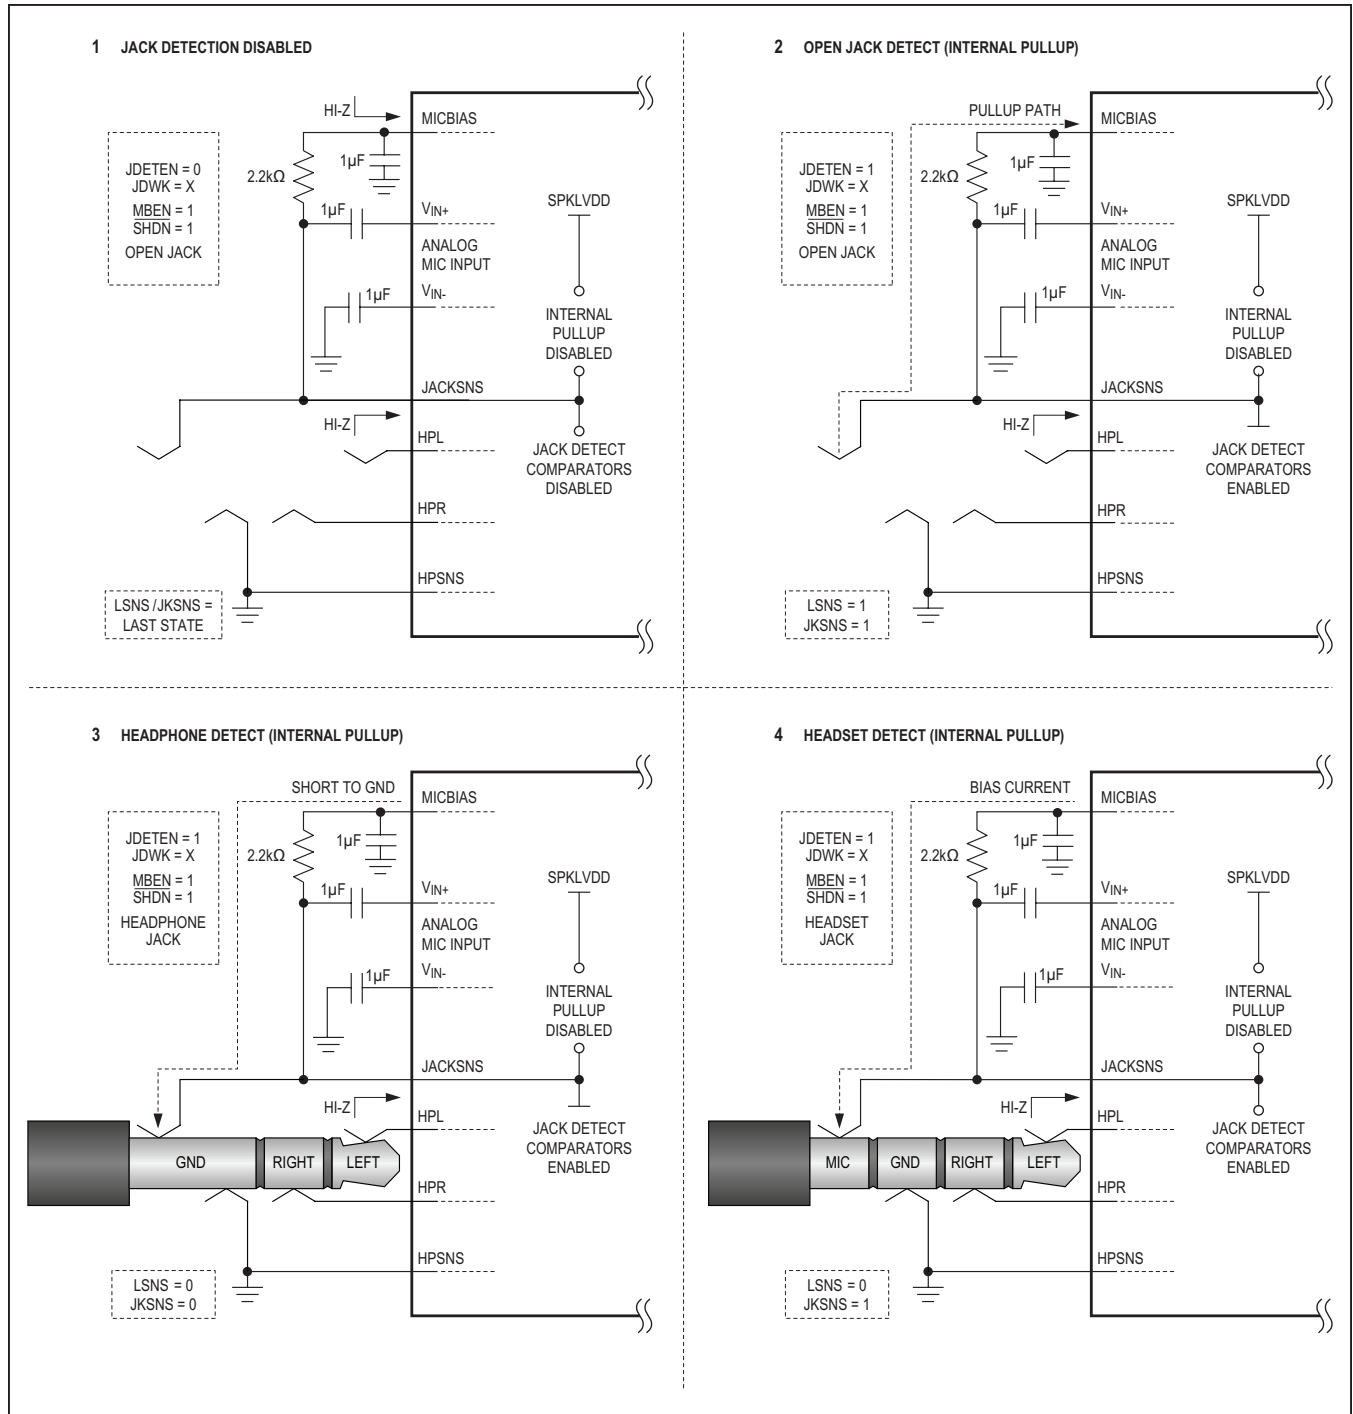 1 JACK DETECTION DISABLED
HI-Z
MICBIAS
JDETEN = 0
JDWK = X
MBEN = 1
SHDN = 1
OPEN JACK
2.2kΩ
1µF
1µF
VIN+
ANALOG
MIC INPUT
VIN-
1µF
SPKLVDD
INTERNAL
PULLUP
DISABLED
JACKSNS
HI-Z
HPL
JACK DETECT
COMPARATORS
DISABLED
HPR
HPSNS
LSNS /JKSNS =
LAST STATE
2 OPEN JACK DETECT (INTERNAL PULLUP)
PULLUP PATH
MICBIAS
JDETEN = 1
JDWK = X
MBEN = 1
SHDN = 1
OPEN JACK
2.2kΩ
1µF
1µF
VIN+
ANALOG
MIC INPUT
VIN-
1µF
SPKLVDD
INTERNAL
PULLUP
DISABLED
JACKSNS
HI-Z
HPL
JACK DETECT
COMPARATORS
ENABLED
HPR
HPSNS
LSNS = 1
JKSNS = 1
3 HEADPHONE DETECT (INTERNAL PULLUP)
SHORT TO GND
MICBIAS
JDETEN = 1
JDWK = X
MBEN = 1
SHDN = 1
HEADPHONE
JACK
2.2kΩ
1µF
1µF
VIN+
ANALOG
MIC INPUT
VIN-
1µF
SPKLVDD
INTERNAL
PULLUP
DISABLED
JACKSNS
HI-Z
HPL
JACK DETECT
COMPARATORS
ENABLED
GND
RIGHT
LEFT
HPR
HPSNS
LSNS = 0
JKSNS = 0
4 HEADSET DETECT (INTERNAL PULLUP)
BIAS CURRENT
MICBIAS
JDETEN = 1
JDWK = X
MBEN = 1
SHDN = 1
HEADSET
JACK
2.2kΩ
1µF
1µF
VIN+
ANALOG
MIC INPUT
VIN-
1µF
SPKLVDD
INTERNAL
PULLUP
DISABLED
JACKSNS
HI-Z
HPL
JACK DETECT
COMPARATORS
ENABLED
MIC
GND
RIGHT
LEFT
HPR
HPSNS
LSNS = 0
JKSNS = 1